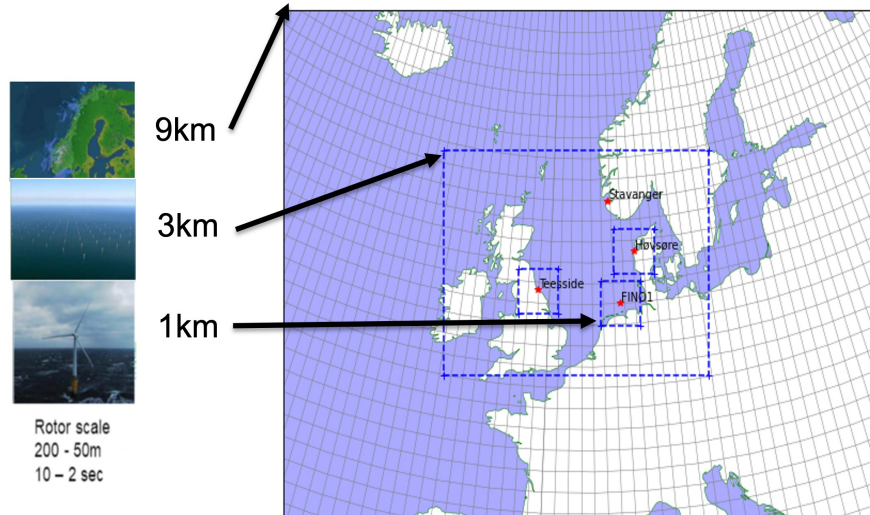 9km
3km
1km
Rotor scale
200 - 50m
10 – 2 sec
Stavanger
Høvsøre
Teesside
FINO1